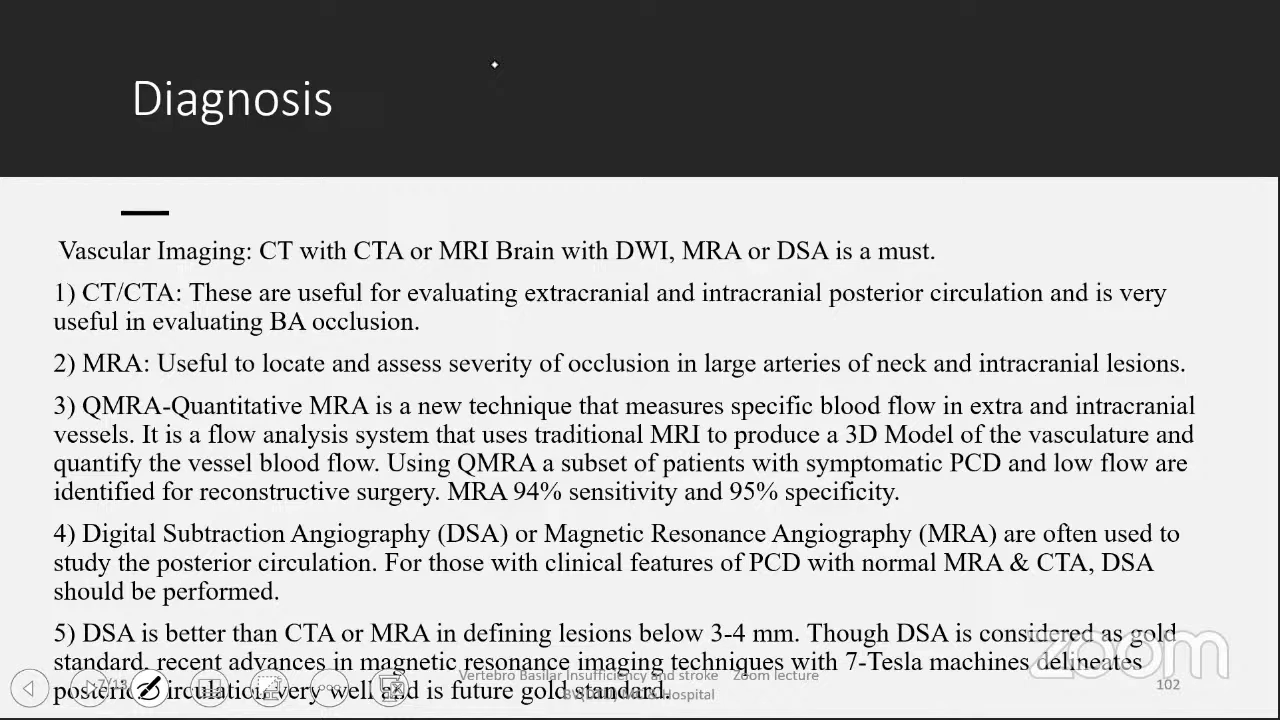 Diagnosis
Vascular Imaging: CT with CTA or MRI Brain with DWI, MRA or DSA is a must.
1) CT/CTA: These are useful for evaluating extracranial and intracranial posterior circulation and is very
useful in evaluating BA occlusion.
2) MRA: Useful to locate and assess severity of occlusion in large arteries of neck and intracranial lesions.
3) QMRA-Quantitative MRA is a new technique that measures specific blood flow in extra and intracranial
vessels. It is a flow analysis system that uses traditional MRI to produce a 3D Model of the vasculature and
quantify the vessel blood flow. Using QMRA a subset of patients with symptomatic PCD and low flow are
identified for reconstructive surgery. MRA 94% sensitivity and 95% specificity.
4) Digital Subtraction Angiography (DSA) or Magnetic Resonance Angiography (MRA) are often used to
study the posterior circulation. For those with clinical features of PCD with normal MRA & CTA, DSA
should be performed.
5) DSA is better than CTA or MRA in defining lesions below 3-4 mm. Though DSA is considered as gold
standard, recent advances in magnetic resonance imaging techniques with 7-Tesla machines delineates
very well and is future gold standard.
Vertebro Basilar Insufficiency and stroke Zoom lecture
Hospital
102
zoom